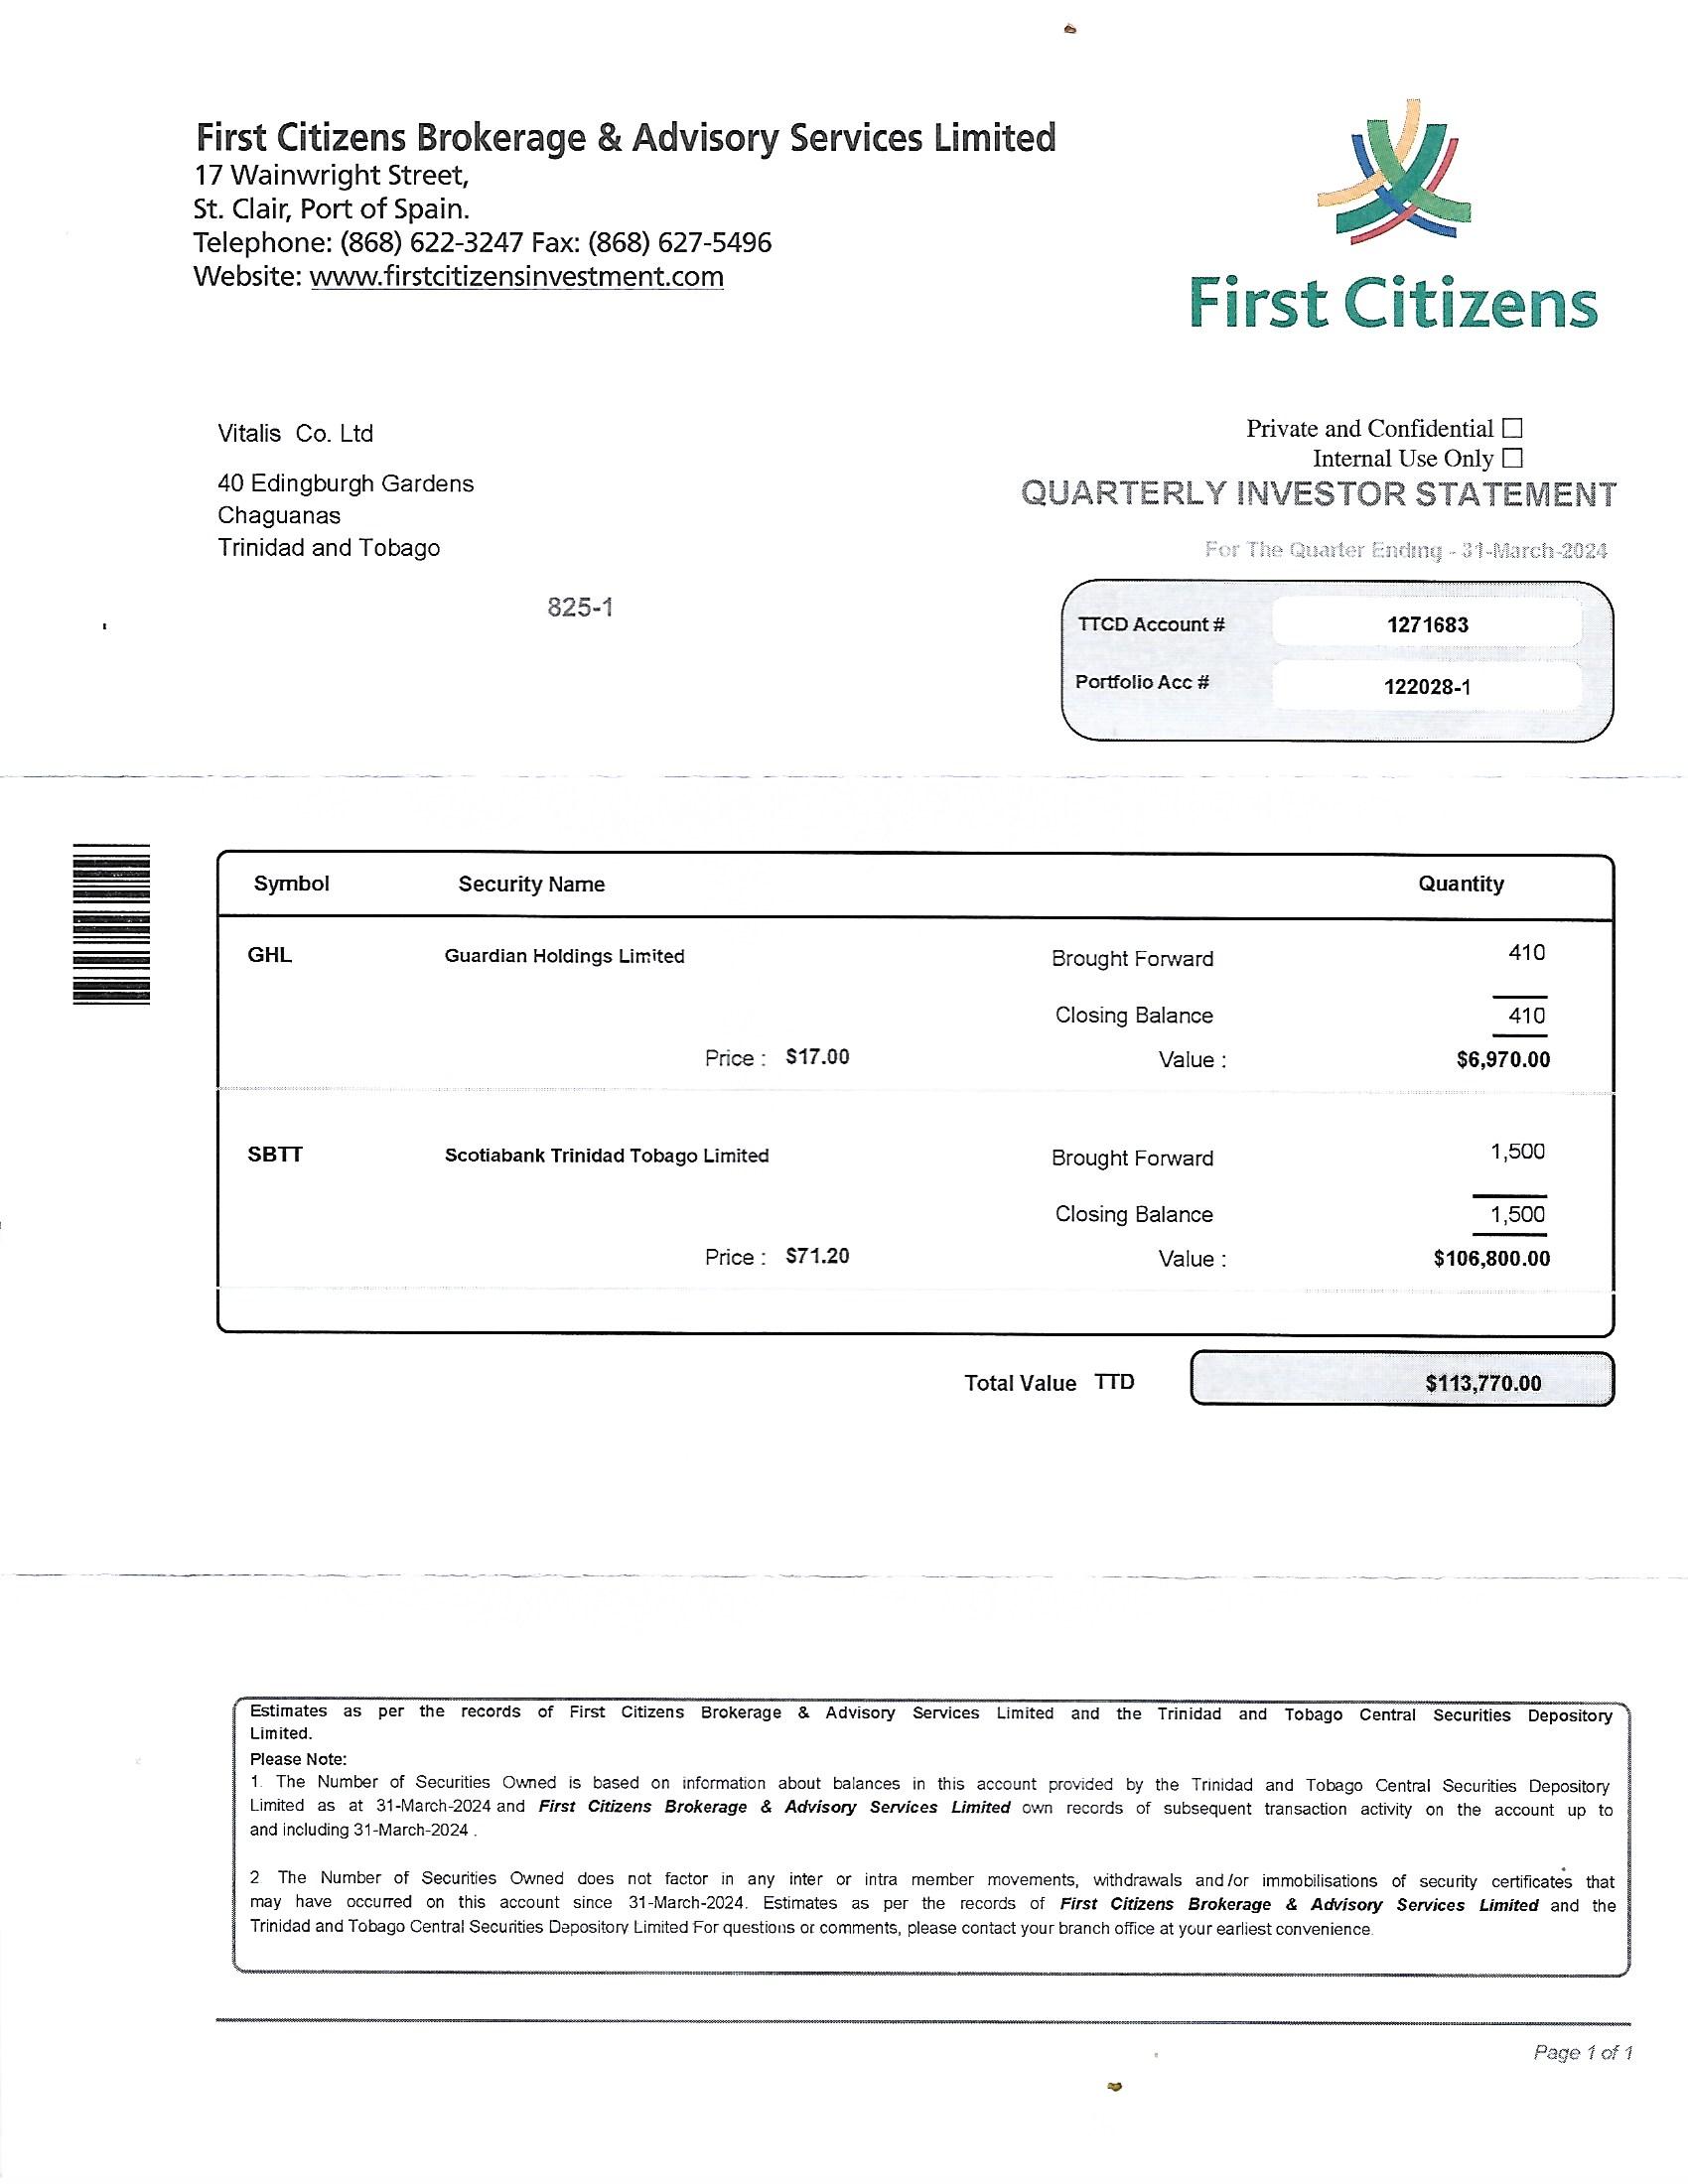 First Citizens Brokerage & Advisory Services Limited
17 Wainwright Street,
St. Clair, Port of Spain.
Telephone: (868) 622-3247 Fax: (868) 627-5496
Website: www.firstcitizensinvestment.com
First Citizens
Vitalis Co. Ltd
40 Edingburgh Gardens
Chaguanas
Trinidad and Tobago
825-1
Private and Confidential ☐
Internal Use Only ☐
QUARTERLY INVESTOR STATEMENT
For The Quarter Ending - 31-March-2024
TTCD Account # 1271683
Portfolio Acc # 122028-1
Symbol Security Name Quantity
GHL Guardian Holdings Limited Brought Forward 410
Closing Balance 410
Price : $17.00 Value : $6,970.00
SBTT Scotiabank Trinidad Tobago Limited Brought Forward 1,500
Closing Balance 1,500
Price : $71.20 Value : $106,800.00
Total Value TTD $113,770.00
Estimates as per the records of First Citizens Brokerage & Advisory Services Limited and the Trinidad and Tobago Central Securities Depository
Limited.
Please Note:
1. The Number of Securities Owned is based on information about balances in this account provided by the Trinidad and Tobago Central Securities Depository
Limited as at 31-March-2024 and First Citizens Brokerage & Advisory Services Limited own records of subsequent transaction activity on the account up to
and including 31-March-2024 .
2 The Number of Securities Owned does not factor in any inter or intra member movements, withdrawals and/or immobilisations of security certificates that
may have occurred on this account since 31-March-2024. Estimates as per the records of First Citizens Brokerage & Advisory Services Limited and the
Trinidad and Tobago Central Securities Depository Limited For questions or comments, please contact your branch office at your earliest convenience.
Page 1 of 1